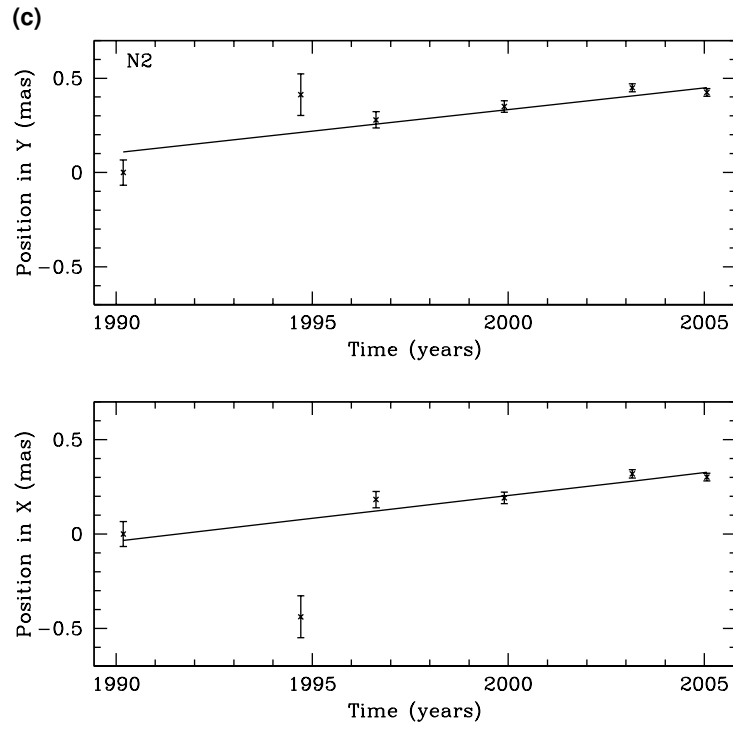 (c)
N2
0.5
0
−0.5
Position in Y (mas)
1990 1995 2000 2005
Time (years)
0.5
0
−0.5
Position in X (mas)
1990 1995 2000 2005
Time (years)